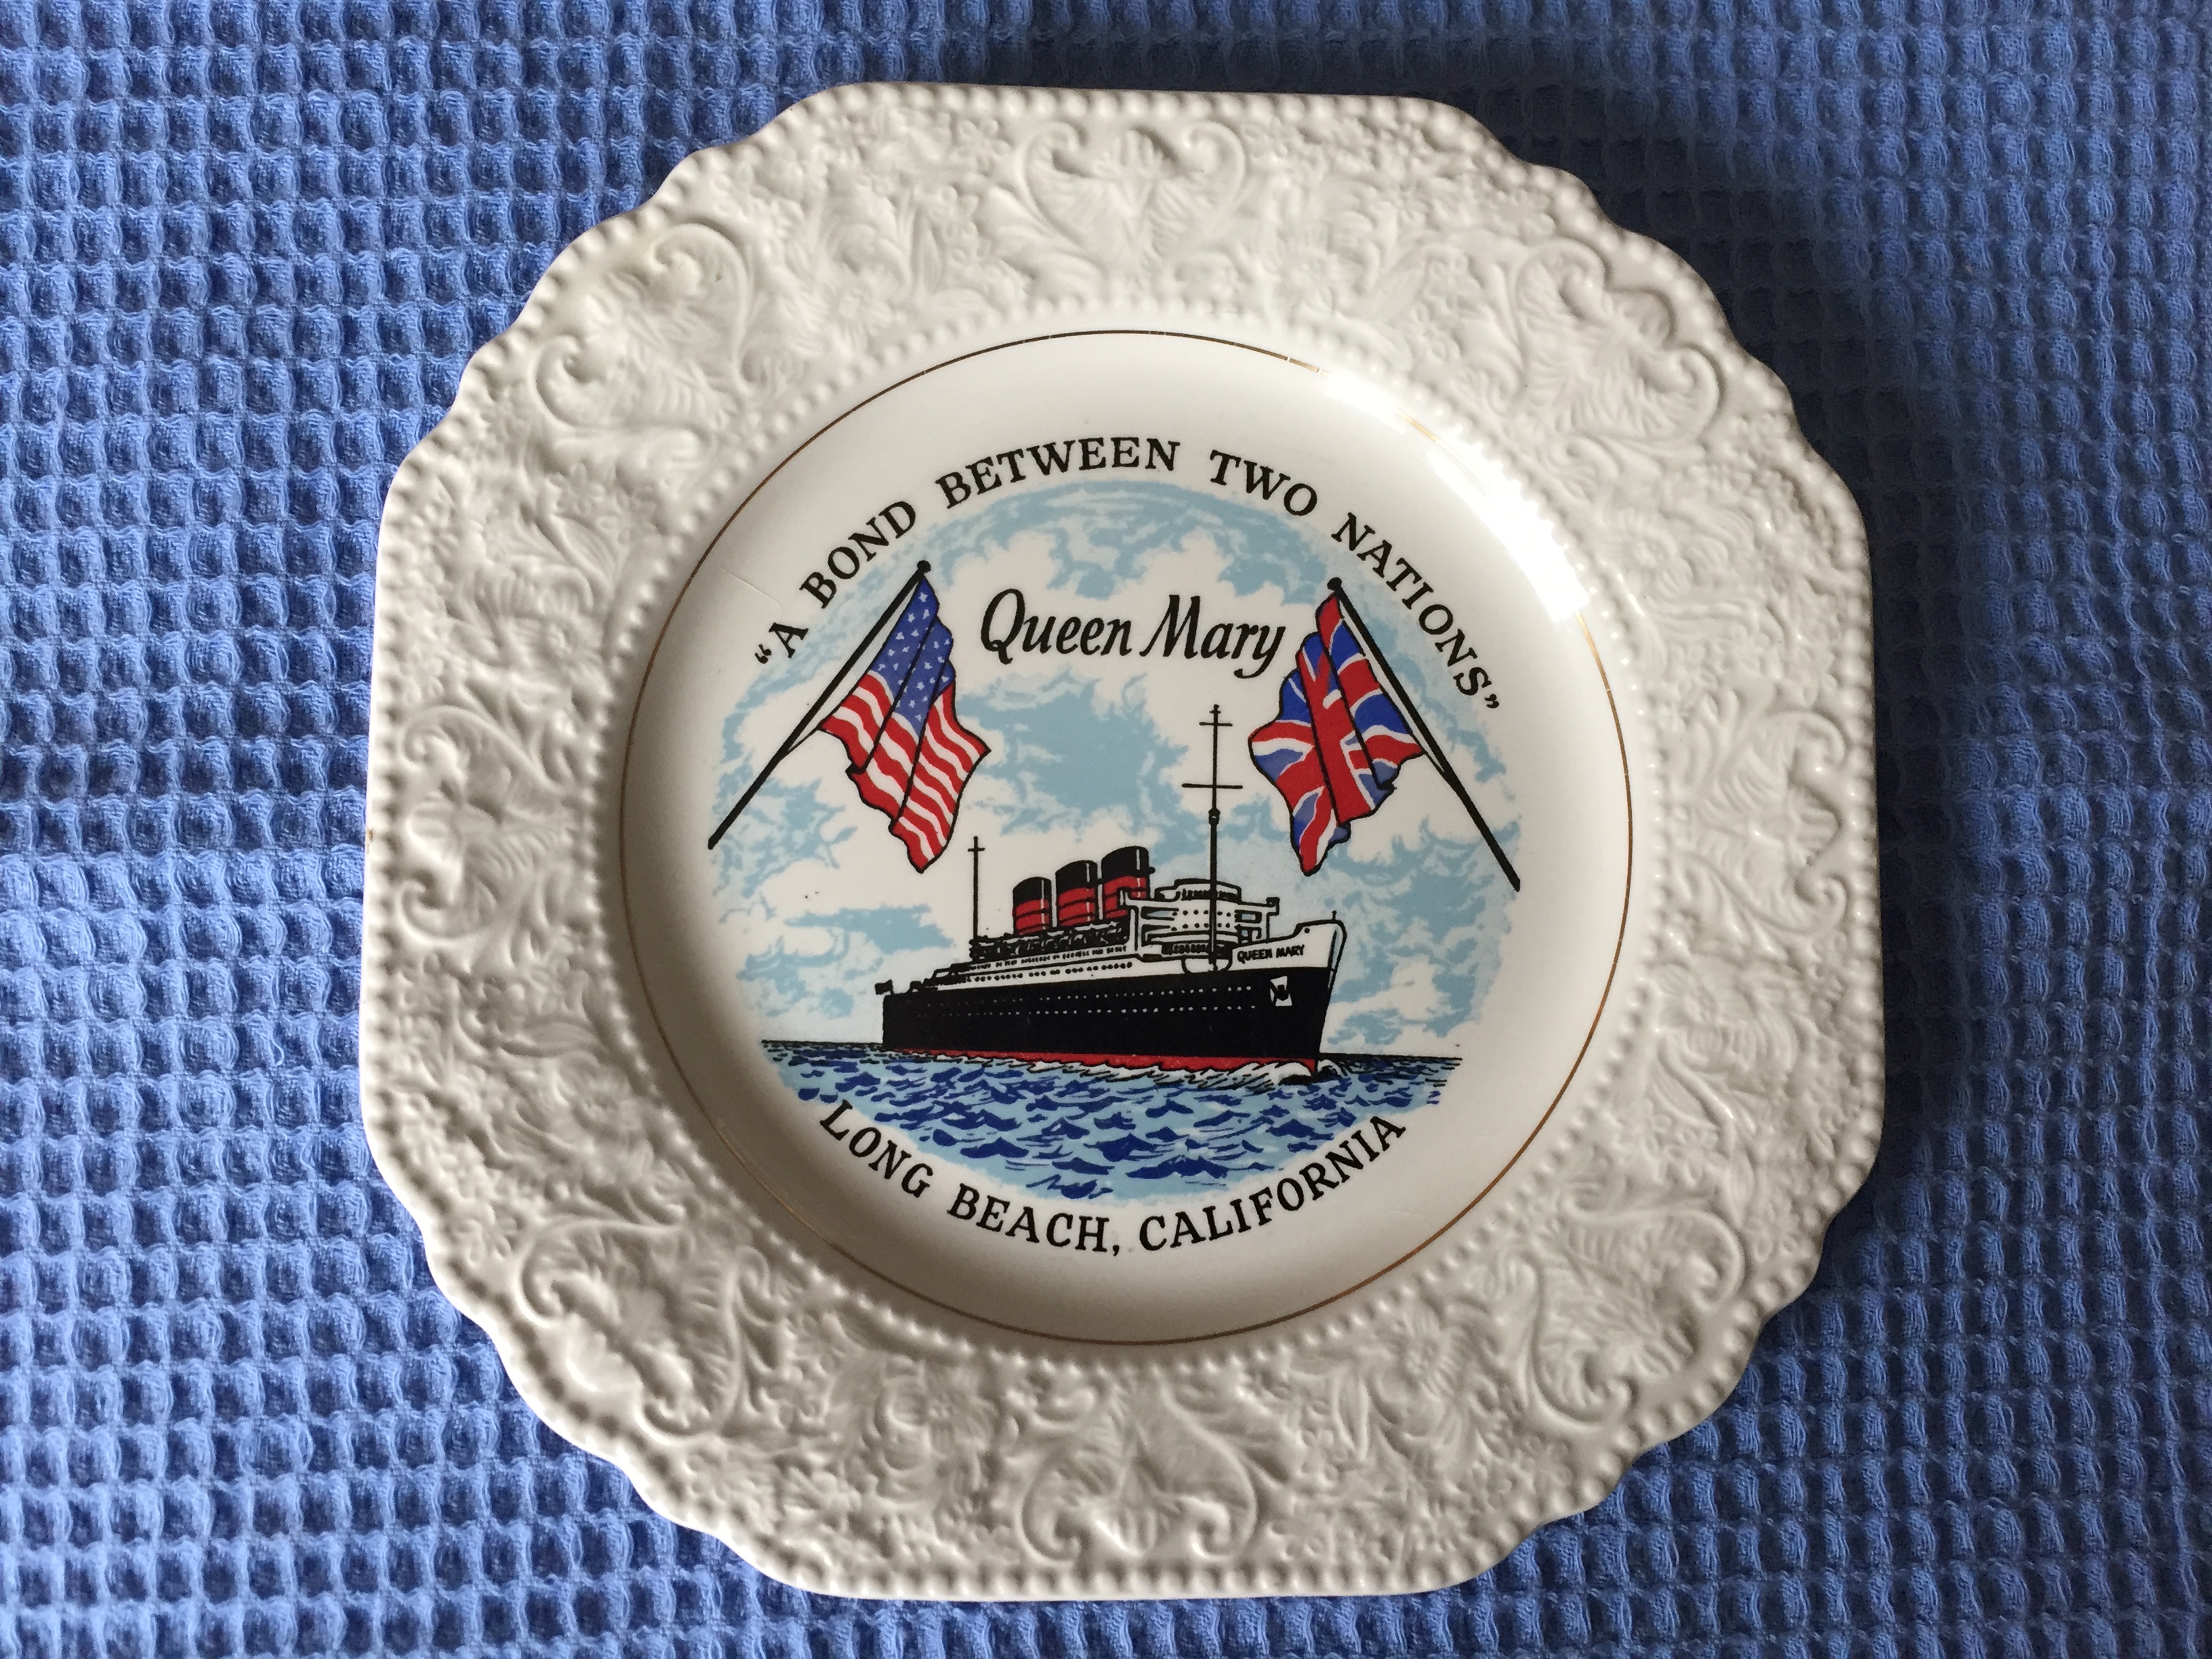 “A BOND BETWEEN TWO NATIONS”
Queen Mary
QUEEN MARY
LONG BEACH, CALIFORNIA